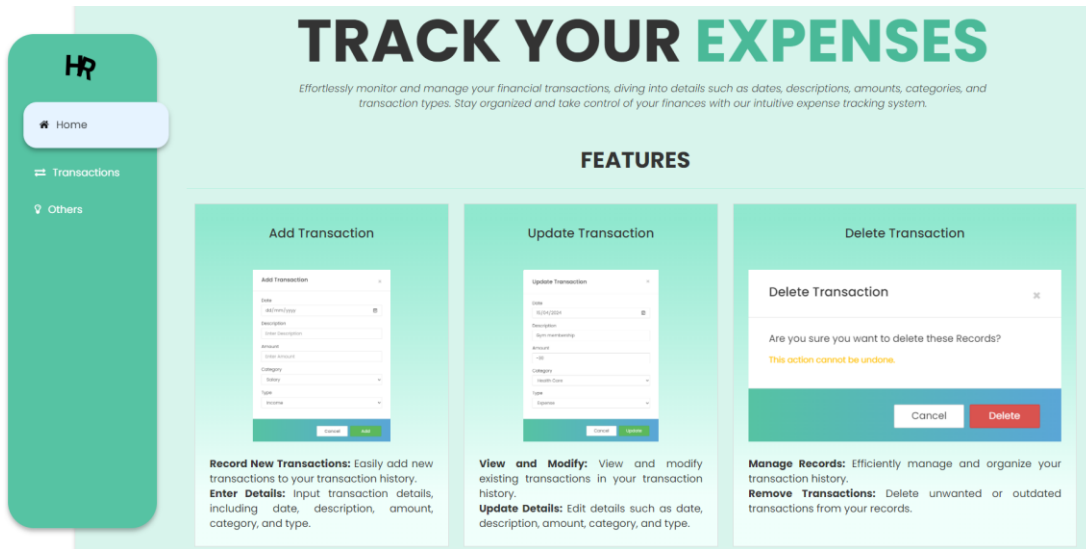 TRACK YOUR EXPENSES
Effortlessly monitor and manage your financial transactions, diving into details such as dates, descriptions, amounts, categories, and
transaction types. Stay organized and take control of your finances with our intuitive expense tracking system.
HR
Home
Transactions
Others
FEATURES
Add Transaction
Add Transaction
Date
dd/mm/yyyy
Description
Enter Description
Amount
Enter Amount
Category
Salary
Type
Income
Cancel Add
Record New Transactions: Easily add new
transactions to your transaction history.
Enter Details: Input transaction details,
including date, description, amount,
category, and type.
Update Transaction
Update Transaction
Date
Description
Gym membership
Amount
Category
Health Care
Type
Expense
Cancel Update
View and Modify: View and modify
existing transactions in your transaction
history.
Update Details: Edit details such as date,
description, amount, category, and type.
Delete Transaction
Delete Transaction
Are you sure you want to delete these Records?
This action cannot be undone.
Cancel Delete
Manage Records: Efficiently manage and organize your
transaction history.
Remove Transactions: Delete unwanted or outdated
transactions from your records.